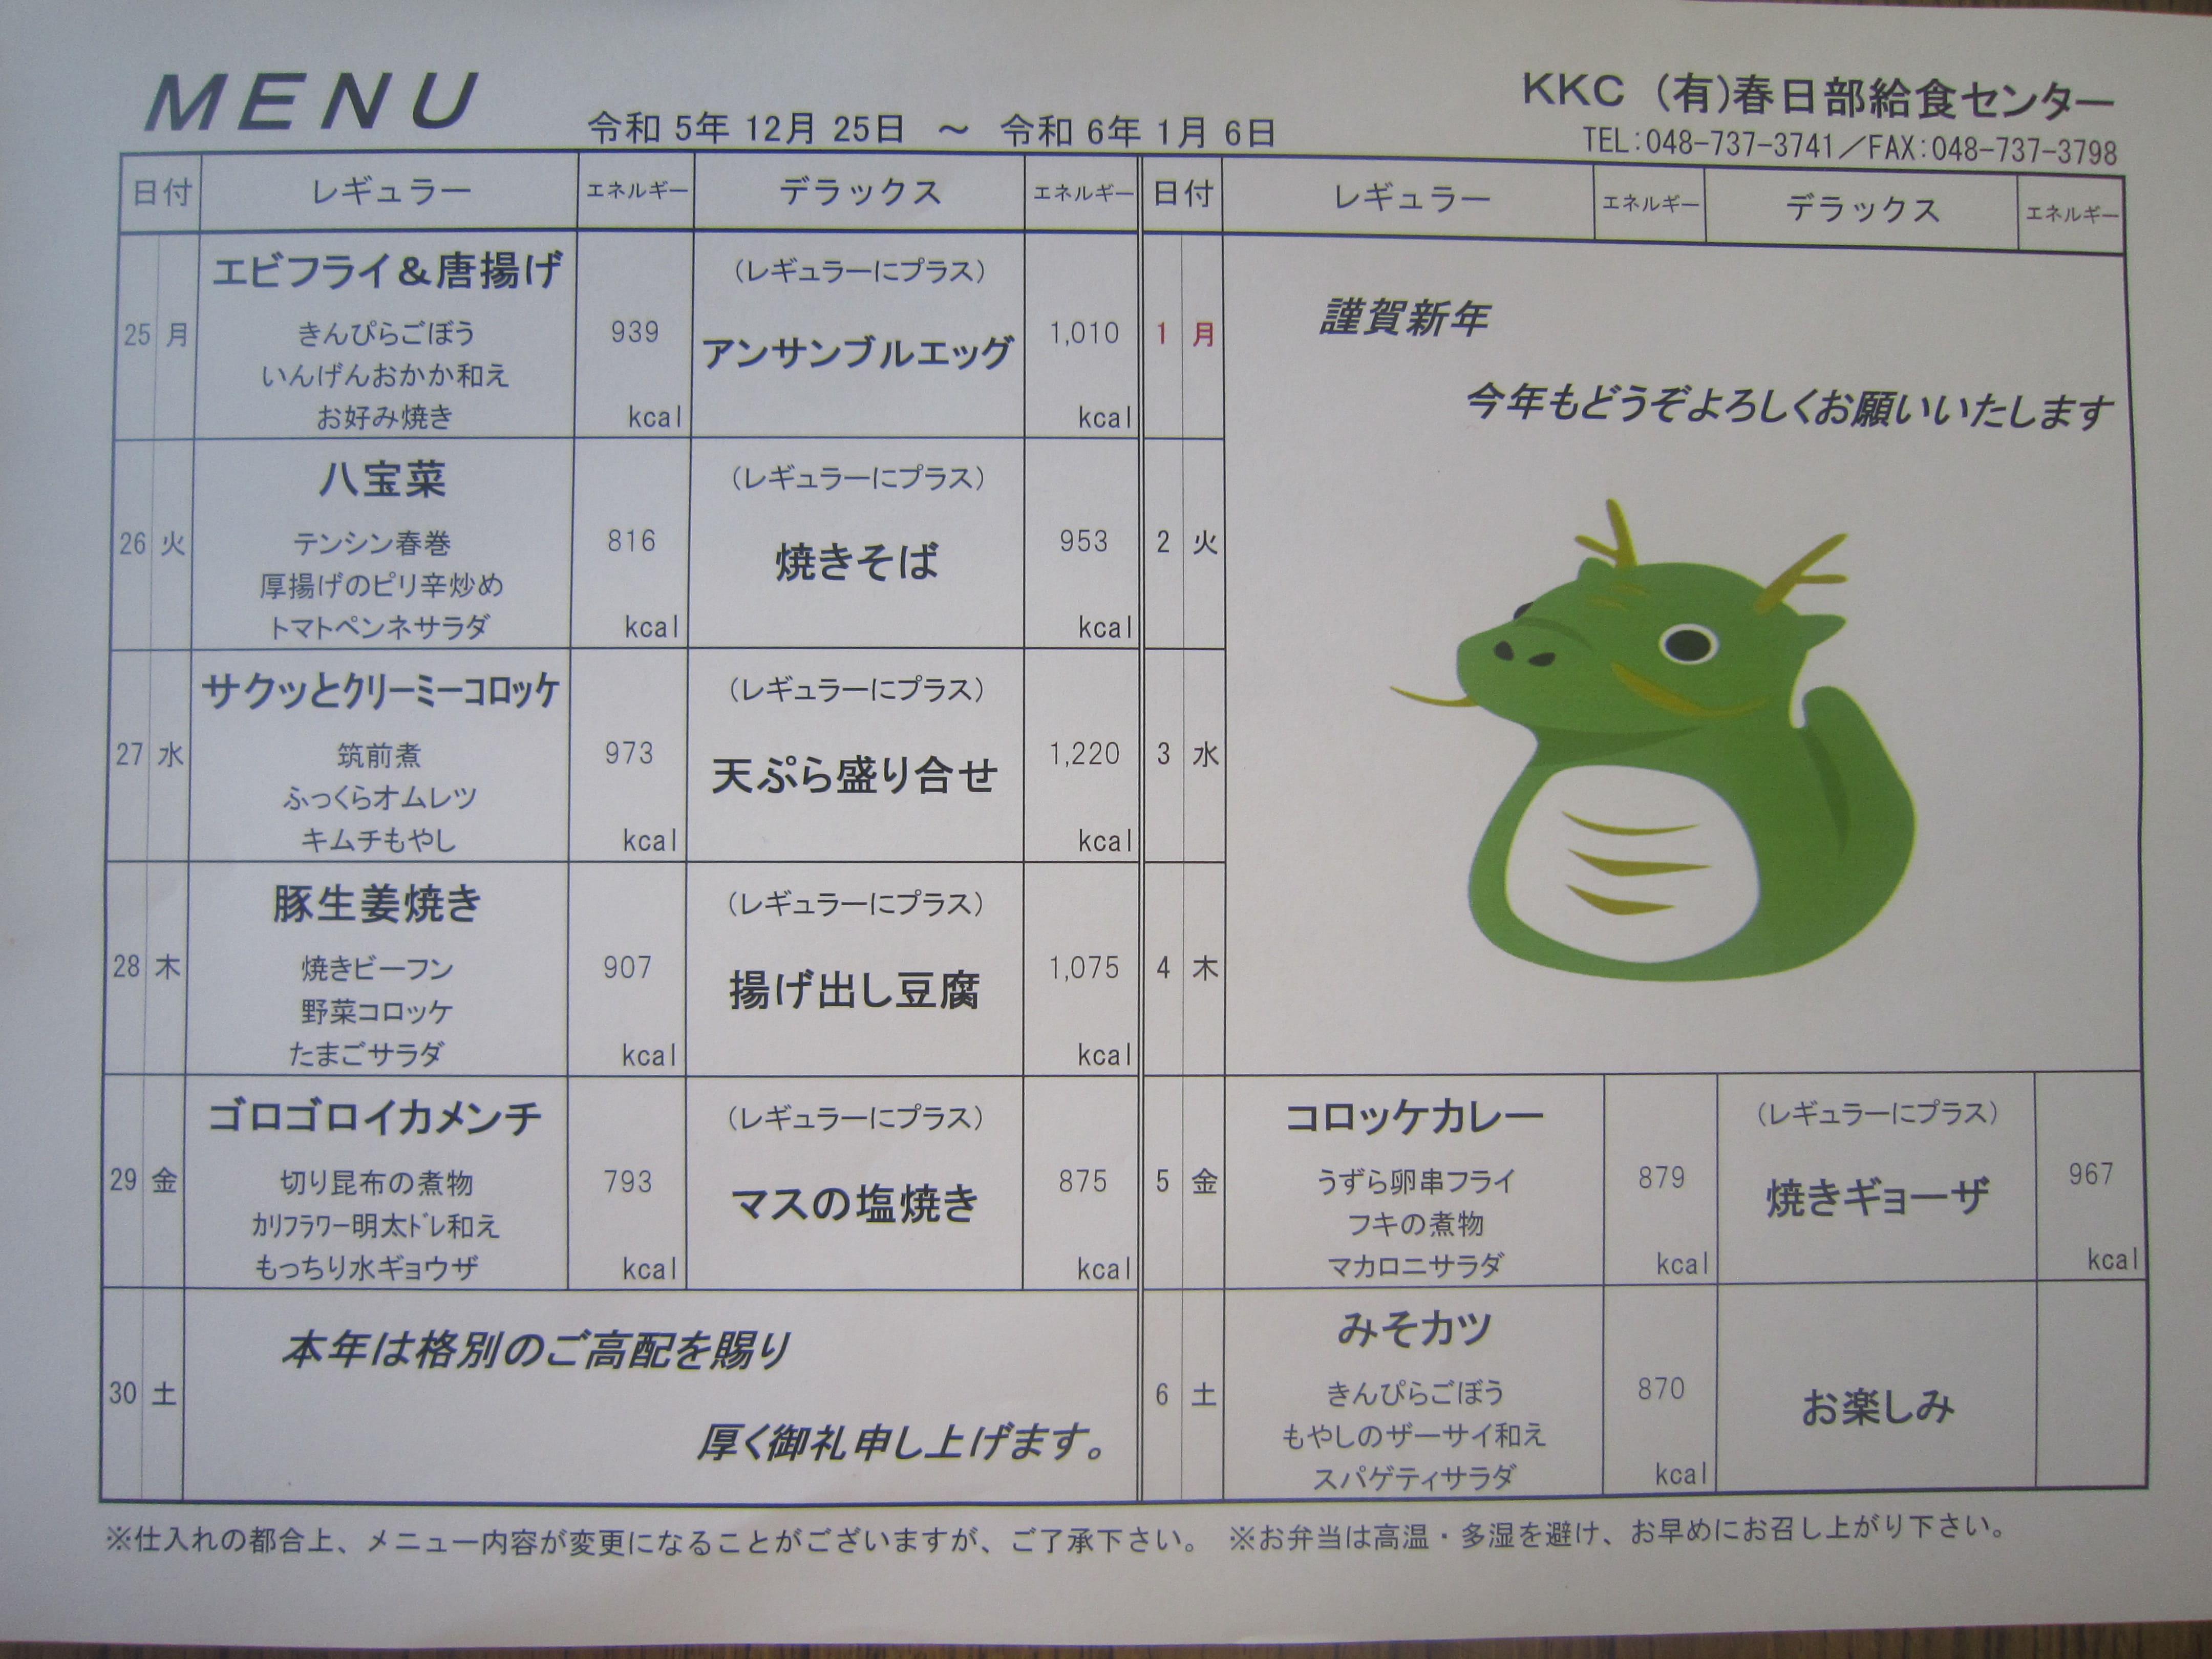 MENU
令和 5年 12月 25日 ～ 令和 6年 1月 6日
KKC (有)春日部給食センター
TEL:048-737-3741／FAX:048-737-3798
日付 レギュラー エネルギー デラックス エネルギー
25 月
エビフライ＆唐揚げ
きんぴらごぼう
いんげんおかか和え
お好み焼き
939
kcal
(レギュラーにプラス)
アンサンブルエッグ
1,010
kcal
26 火
八宝菜
テンシン春巻
厚揚げのピリ辛炒め
トマトペンネサラダ
816
kcal
(レギュラーにプラス)
焼きそば
953
kcal
27 水
サクッとクリーミーコロッケ
筑前煮
ふっくらオムレツ
キムチもやし
973
kcal
(レギュラーにプラス)
天ぷら盛り合せ
1,220
kcal
28 木
豚生姜焼き
焼きビーフン
野菜コロッケ
たまごサラダ
907
kcal
(レギュラーにプラス)
揚げ出し豆腐
1,075
kcal
29 金
ゴロゴロイカメンチ
切り昆布の煮物
カリフラワー明太ドレ和え
もっちり水ギョウザ
793
kcal
(レギュラーにプラス)
マスの塩焼き
875
kcal
30 土
本年は格別のご高配を賜り
厚く御礼申し上げます。
日付 レギュラー エネルギー デラックス エネルギー
1 月
謹賀新年
今年もどうぞよろしくお願いいたします
2 火
3 水
4 木
5 金
コロッケカレー
うずら卵串フライ
フキの煮物
マカロニサラダ
879
kcal
(レギュラーにプラス)
焼きギョーザ
967
kcal
6 土
みそカツ
きんぴらごぼう
もやしのザーサイ和え
スパゲティサラダ
870
kcal
お楽しみ
※仕入れの都合上、メニュー内容が変更になることがございますが、ご了承下さい。 ※お弁当は高温・多湿を避け、お早めにお召し上がり下さい。